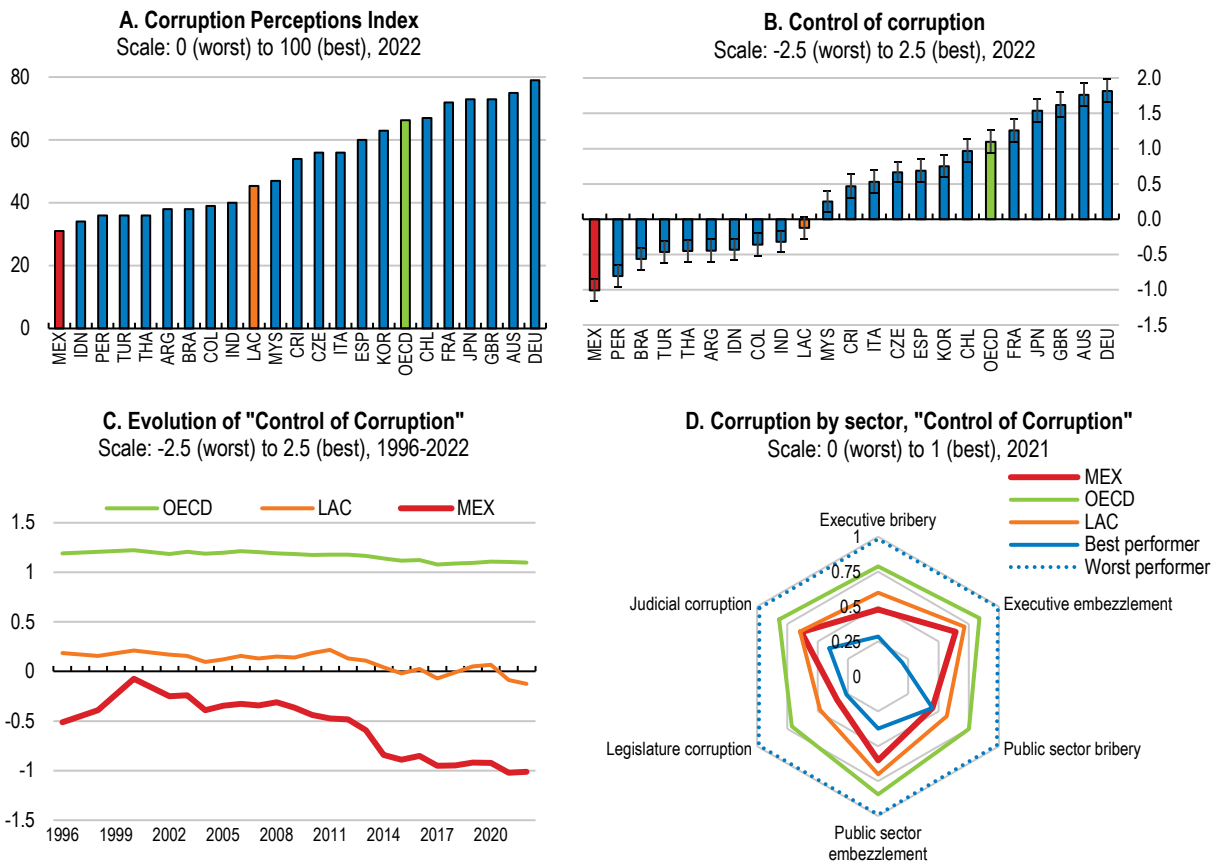 A. Corruption Perceptions Index
Scale: 0 (worst) to 100 (best), 2022
80
60
40
20
0
MEX
IDN
PER
TUR
THA
ARG
BRA
COL
IND
LAC
MYS
CRI
CZE
ITA
ESP
KOR
OECD
CHL
FRA
JPN
GBR
AUS
DEU
B. Control of corruption
Scale: -2.5 (worst) to 2.5 (best), 2022
2.0
1.5
1.0
0.5
0.0
-0.5
-1.0
-1.5
MEX
PER
BRA
TUR
THA
ARG
IDN
COL
IND
LAC
MYS
CRI
ITA
CZE
ESP
KOR
CHL
OECD
FRA
JPN
GBR
AUS
DEU
C. Evolution of "Control of Corruption"
Scale: -2.5 (worst) to 2.5 (best), 1996-2022
OECD
LAC
MEX
1.5
1
0.5
0
-0.5
-1
-1.5
1996
1999
2002
2005
2008
2011
2014
2017
2020
D. Corruption by sector, "Control of Corruption"
Scale: 0 (worst) to 1 (best), 2021
MEX
OECD
LAC
Best performer
Worst performer
Executive bribery
1
0.75
0.5
0.25
0
Executive embezzlement
Public sector bribery
Public sector
embezzlement
Legislature corruption
Judicial corruption